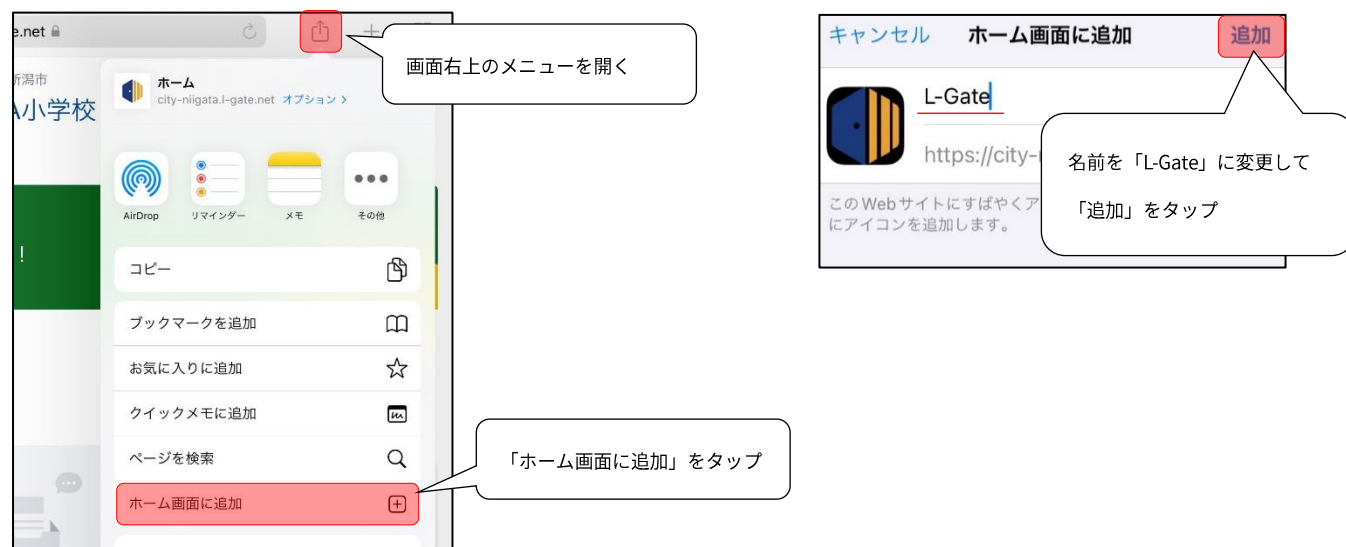 e.net
新潟市
小学校
！
ホーム
city-niigata.l-gate.net オプション >
AirDrop
リマインダー
メモ
その他
コピー
ブックマークを追加
お気に入りに追加
クイックメモに追加
ページを検索
ホーム画面に追加
画面右上のメニューを開く
「ホーム画面に追加」をタップ
キャンセル
ホーム画面に追加
追加
L-Gate
https://city-
このWebサイトにすばやくア
にアイコンを追加します。
名前を「L-Gate」に変更して
「追加」をタップ